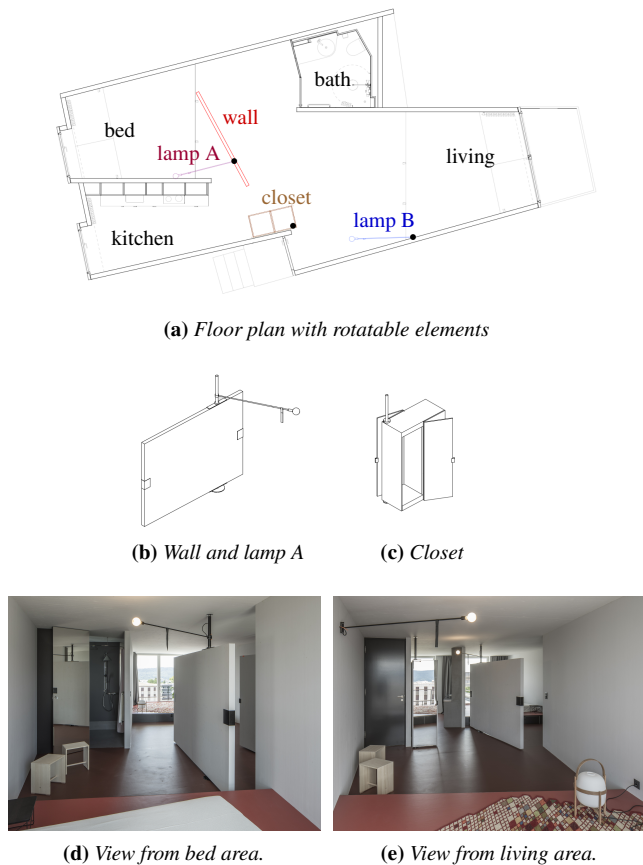 bath
wall
bed
lamp A
living
closet
lamp B
kitchen
(a) Floor plan with rotatable elements
(b) Wall and lamp A
(c) Closet
(d) View from bed area.
(e) View from living area.